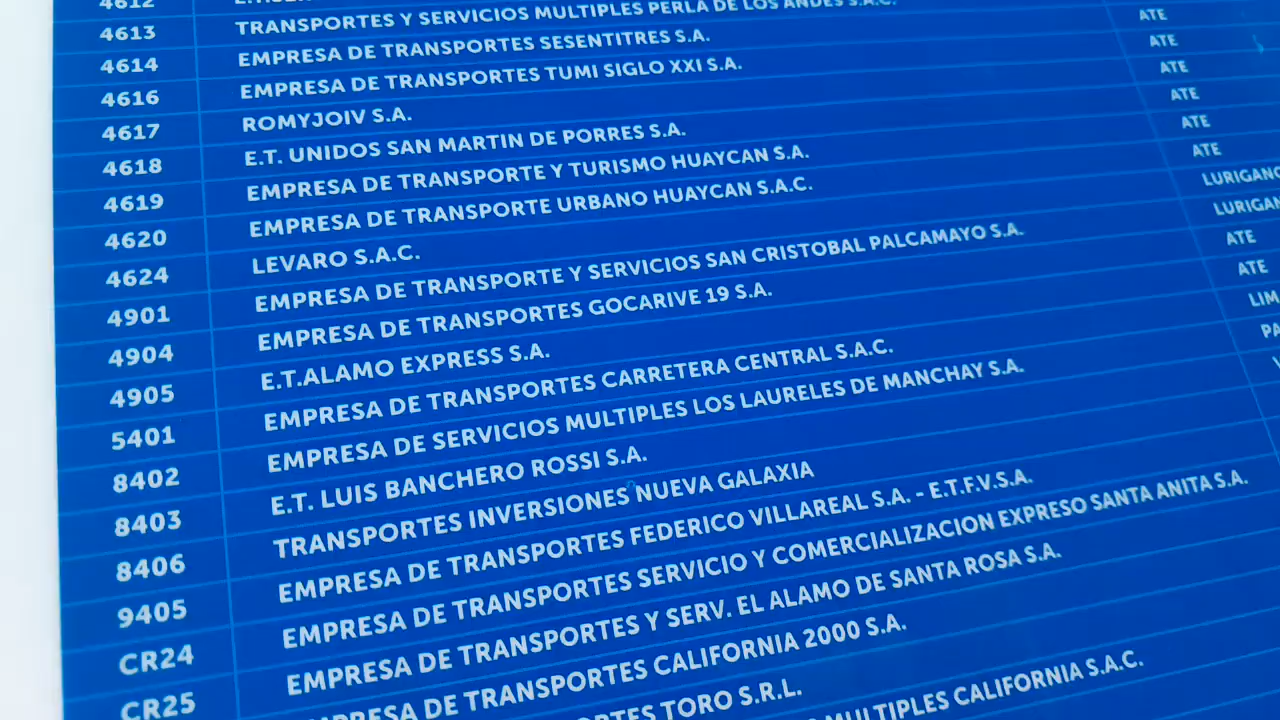 4612
4613 TRANSPORTES Y SERVICIOS MULTIPLES PERLA DE LOS ANDES S.A.C.
4614 EMPRESA DE TRANSPORTES SESENTITRES S.A. ATE
4616 EMPRESA DE TRANSPORTES TUMI SIGLO XXI S.A. ATE
4617 ROMYJOIV S.A. ATE
4618 E.T. UNIDOS SAN MARTIN DE PORRES S.A. ATE
4619 EMPRESA DE TRANSPORTE Y TURISMO HUAYCAN S.A. ATE
4620 EMPRESA DE TRANSPORTE URBANO HUAYCAN S.A.C. ATE
4624 LEVARO S.A.C. LURIGANC
4901 EMPRESA DE TRANSPORTE Y SERVICIOS SAN CRISTOBAL PALCAMAYO S.A. LURIGAN
4904 EMPRESA DE TRANSPORTES GOCARIVE 19 S.A. ATE
4905 E.T.ALAMO EXPRESS S.A. ATE
5401 EMPRESA DE TRANSPORTES CARRETERA CENTRAL S.A.C. LIM
8402 EMPRESA DE SERVICIOS MULTIPLES LOS LAURELES DE MANCHAY S.A. PA
8403 E.T. LUIS BANCHERO ROSSI S.A.
8406 TRANSPORTES INVERSIONES NUEVA GALAXIA
9405 EMPRESA DE TRANSPORTES FEDERICO VILLAREAL S.A. - E.T.F.V.S.A.
CR24 EMPRESA DE TRANSPORTES SERVICIO Y COMERCIALIZACION EXPRESO SANTA ANITA S.A.
CR25 EMPRESA DE TRANSPORTES Y SERV. EL ALAMO DE SANTA ROSA S.A.
EMPRESA DE TRANSPORTES CALIFORNIA 2000 S.A.
TORO S.R.L.
MULTIPLES CALIFORNIA S.A.C.